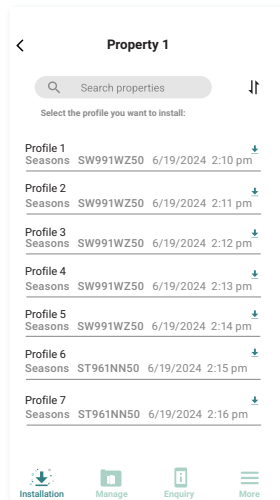 Property 1
Search properties
Select the profile you want to install:
Profile 1
Seasons SW991WZ50 6/19/2024 2:10 pm
Profile 2
Seasons SW991WZ50 6/19/2024 2:11 pm
Profile 3
Seasons SW991WZ50 6/19/2024 2:12 pm
Profile 4
Seasons SW991WZ50 6/19/2024 2:13 pm
Profile 5
Seasons SW991WZ50 6/19/2024 2:14 pm
Profile 6
Seasons ST961NN50 6/19/2024 2:15 pm
Profile 7
Seasons ST961NN50 6/19/2024 2:16 pm
Installation Manage Enquiry More